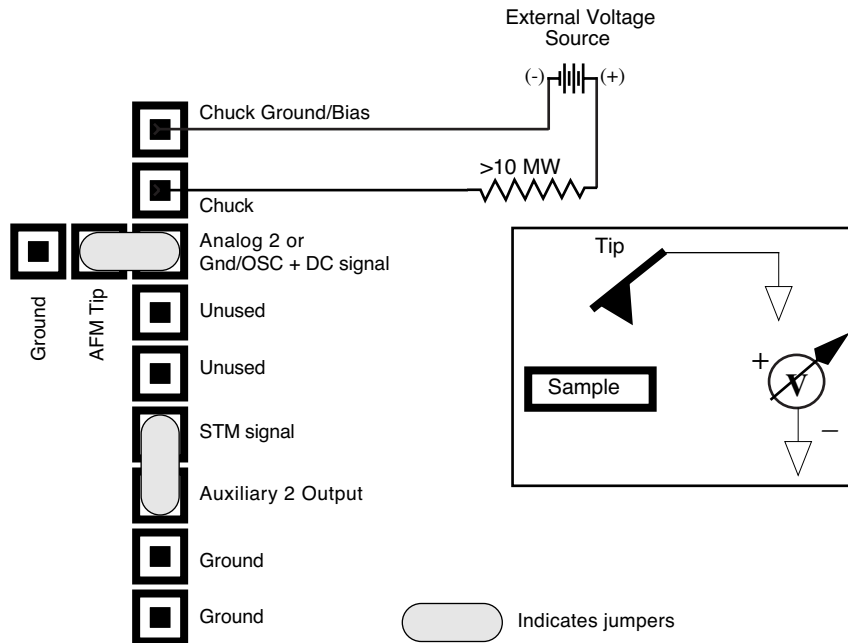 External Voltage
Source
(-)
(+)
Chuck Ground/Bias
>10 MW
Chuck
Analog 2 or
Gnd/OSC + DC signal
Ground
AFM Tip
Unused
Unused
STM signal
Auxiliary 2 Output
Ground
Ground
Tip
Sample
+
V
−
Indicates jumpers